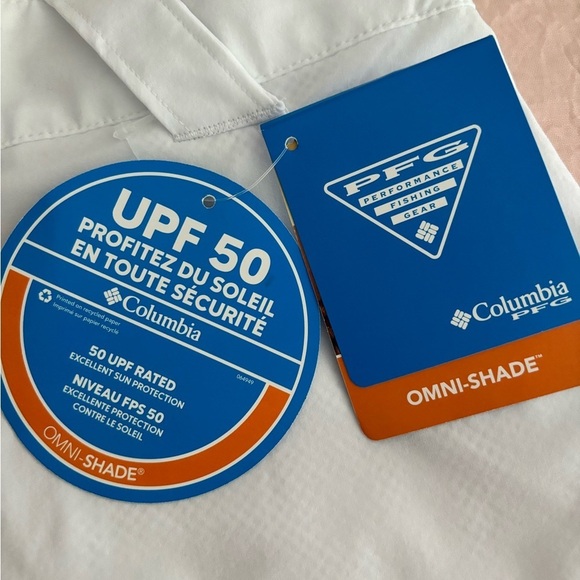 UPF 50
PROFITEZ DU SOLEIL
EN TOUTE SÉCURITÉ
Printed on recycled paper
Imprimé sur papier recyclé
Columbia
064949
50 UPF RATED
EXCELLENT SUN PROTECTION
NIVEAU FPS 50
EXCELLENTE PROTECTION
CONTRE LE SOLEIL
OMNI-SHADE®
PFG
PERFORMANCE
FISHING
GEAR
Columbia
PFG
OMNI-SHADE™